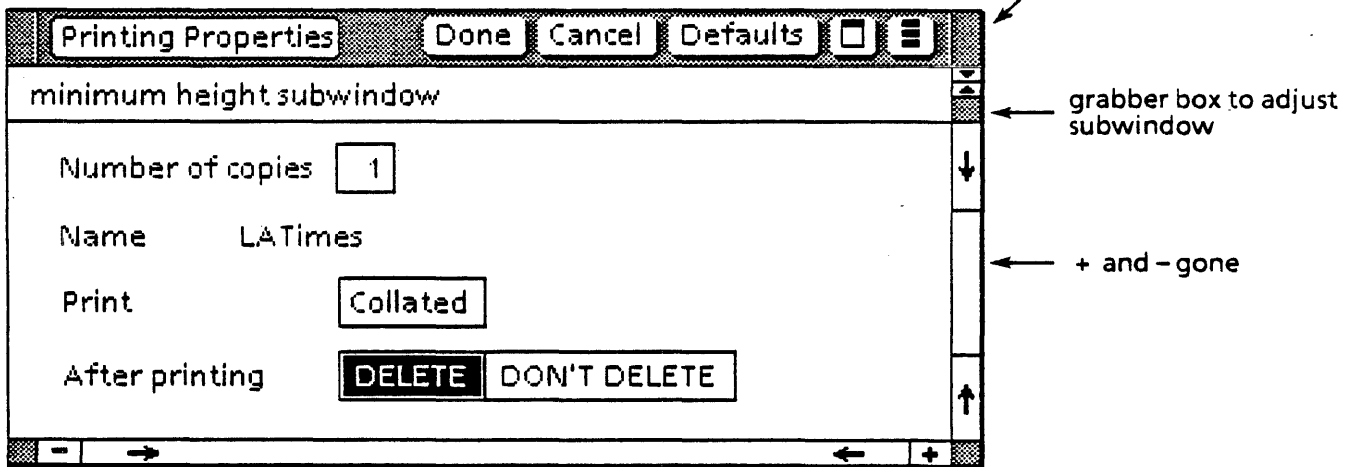 Printing Properties Done Cancel Defaults
minimum height subwindow
grabber box to adjust
subwindow
Number of copies 1
Name LATimes
+ and – gone
Print Collated
After printing DELETE DON'T DELETE
- +